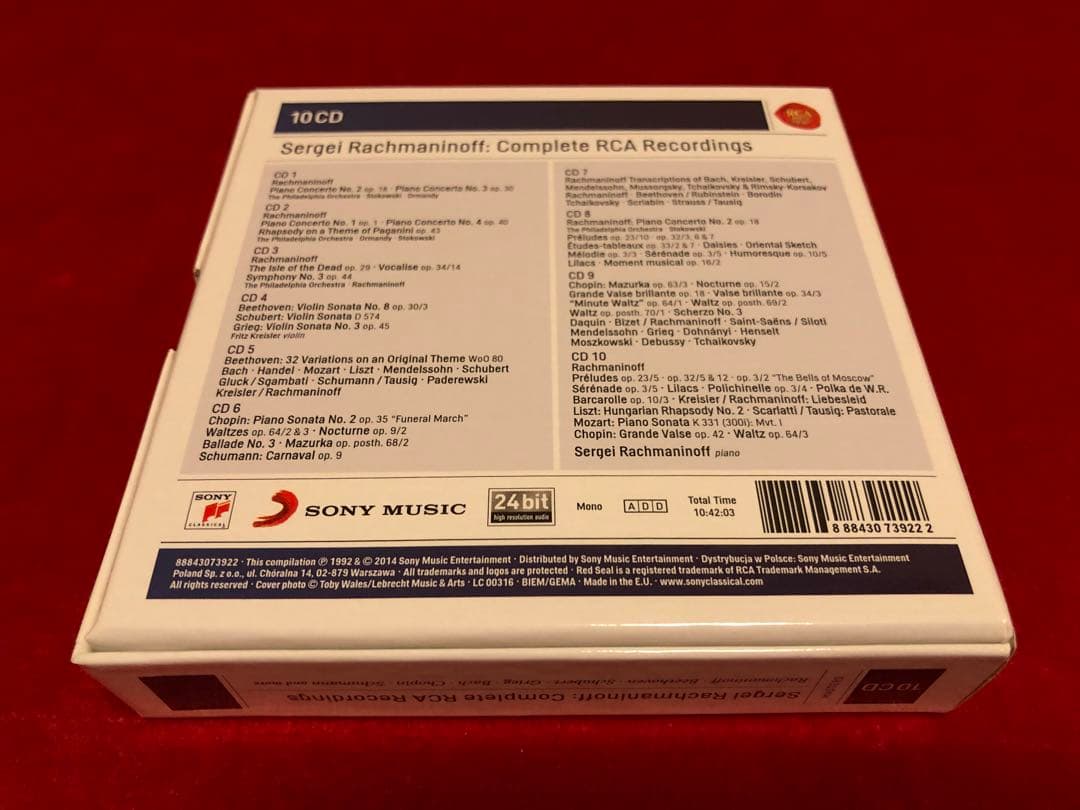 10 CD
RCA
Sergei Rachmaninoff: Complete RCA Recordings
CD 1
Rachmaninoff
Piano Concerto No. 2 op. 18 · Piano Concerto No. 3 op. 30
The Philadelphia Orchestra · Stokowski · Ormandy
CD 2
Rachmaninoff
Piano Concerto No. 1 op. 1 · Piano Concerto No. 4 op. 40
Rhapsody on a Theme of Paganini op. 43
The Philadelphia Orchestra · Ormandy · Stokowski
CD 3
Rachmaninoff
The Isle of the Dead op. 29 · Vocalise op. 34/14
Symphony No. 3 op. 44
The Philadelphia Orchestra · Rachmaninoff
CD 4
Beethoven: Violin Sonata No. 8 op. 30/3
Schubert: Violin Sonata D 574
Grieg: Violin Sonata No. 3 op. 45
Fritz Kreisler violin
CD 5
Beethoven: 32 Variations on an Original Theme WoO 80
Bach · Handel · Mozart · Liszt · Mendelssohn · Schubert
Gluck / Sgambati · Schumann / Tausig · Paderewski
Kreisler / Rachmaninoff
CD 6
Chopin: Piano Sonata No. 2 op. 35 "Funeral March"
Waltzes op. 64/2 & 3 · Nocturne op. 9/2
Ballade No. 3 · Mazurka op. posth. 68/2
Schumann: Carnaval op. 9
CD 7
Rachmaninoff Transcriptions of Bach, Kreisler, Schubert,
Mendelssohn, Mussorgsky, Tchaikovsky & Rimsky-Korsakov
Rachmaninoff · Beethoven / Rubinstein · Borodin
Tchaikovsky · Scriabin · Strauss / Tausig
CD 8
Rachmaninoff: Piano Concerto No. 2 op. 18
The Philadelphia Orchestra · Stokowski
Préludes op. 23/10 · op. 32/3, 6 & 7
Études-tableaux op. 33/2 & 7 · Daisies · Oriental Sketch
Mélodie op. 3/3 · Sérénade op. 3/5 · Humoresque op. 10/5
Lilacs · Moment musical op. 16/2
CD 9
Chopin: Mazurka op. 63/3 · Nocturne op. 15/2
Grande Valse brillante op. 18 · Valse brillante op. 34/3
"Minute Waltz" op. 64/1 · Waltz op. posth. 69/2
Waltz op. posth. 70/1 · Scherzo No. 3
Daquin · Bizet / Rachmaninoff · Saint-Saëns / Siloti
Mendelssohn · Grieg · Dohnányi · Henselt
Moszkowski · Debussy · Tchaikovsky
CD 10
Rachmaninoff
Préludes op. 23/5 · op. 32/5 & 12 · op. 3/2 "The Bells of Moscow"
Sérénade op. 3/5 · Lilacs · Polichinelle op. 3/4 · Polka de W.R.
Barcarolle op. 10/3 · Kreisler / Rachmaninoff: Liebesleid
Liszt: Hungarian Rhapsody No. 2 · Scarlatti / Tausig: Pastorale
Mozart: Piano Sonata K 331 (300i): Mvt. I
Chopin: Grande Valse op. 42 · Waltz op. 64/3
Sergei Rachmaninoff piano
SONY
CLASSICAL
SONY MUSIC
24 bit
high resolution audio
Mono
A D D
Total Time
10:42:03
8 88430 73922 2
88843073922 · This compilation ℗ 1992 & © 2014 Sony Music Entertainment · Distributed by Sony Music Entertainment · Dystrybucja w Polsce: Sony Music Entertainment
Poland Sp. z o.o., ul. Chóralna 14, 02-879 Warszawa · All trademarks and logos are protected · Red Seal is a registered trademark of RCA Trademark Management S.A.
All rights reserved · Cover photo © Toby Wales/Lebrecht Music & Arts · LC 00316 · BIEM/GEMA · Made in the E.U. · www.sonyclassical.com
Rachmaninoff · Beethoven · Schubert · Grieg · Bach · Chopin · Schumann and more
Sergei Rachmaninoff: Complete RCA Recordings
10 CD